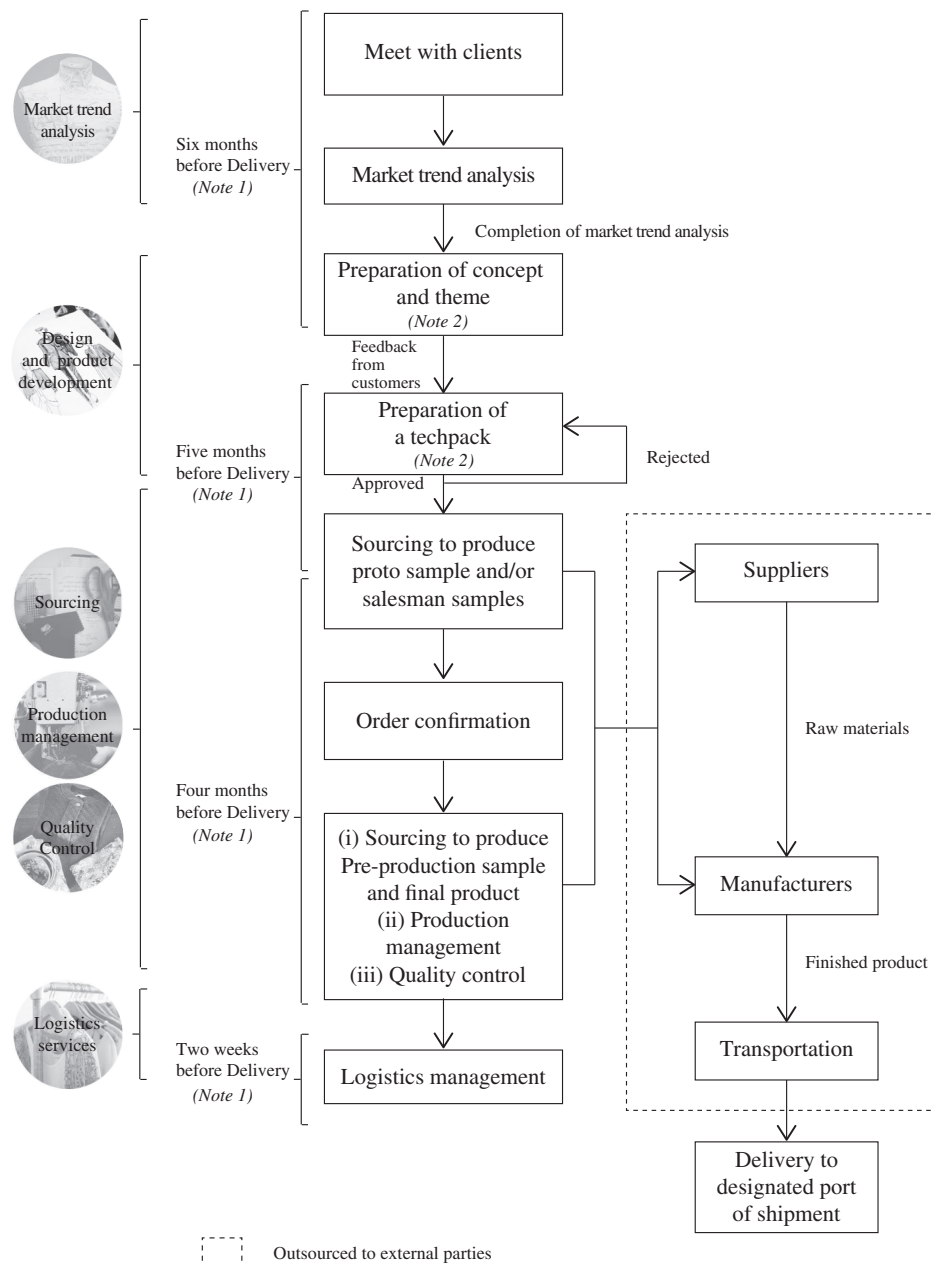 Market trend
analysis
Design
and product
development
Sourcing
Production
management
Quality
Control
Logistics
services
Six months
before Delivery
(Note 1)
Five months
before Delivery
(Note 1)
Four months
before Delivery
(Note 1)
Two weeks
before Delivery
(Note 1)
Meet with clients
Market trend analysis
Completion of market trend analysis
Preparation of concept
and theme
(Note 2)
Feedback
from
customers
Preparation of
a techpack
(Note 2)
Rejected
Approved
Sourcing to produce
proto sample and/or
salesman samples
Order confirmation
(i) Sourcing to produce
Pre-production sample
and final product
(ii) Production
management
(iii) Quality control
Logistics management
Suppliers
Raw materials
Manufacturers
Finished product
Transportation
Delivery to
designated port
of shipment
Outsourced to external parties